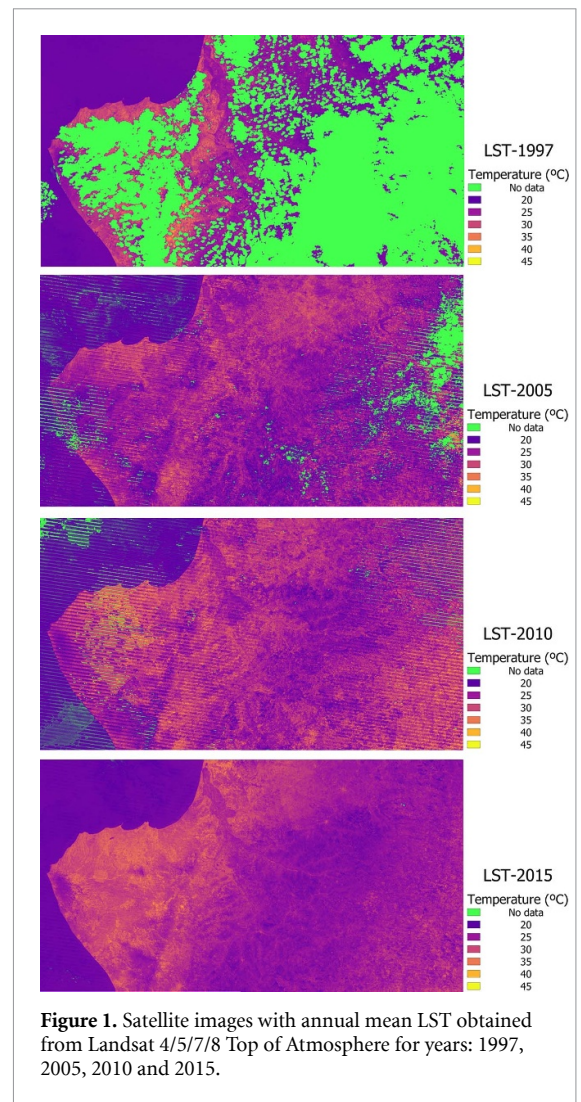 LST-1997
Temperature (ºC)
No data
20
25
30
35
40
45
LST-2005
Temperature (ºC)
No data
20
25
30
35
40
45
LST-2010
Temperature (ºC)
No data
20
25
30
35
40
45
LST-2015
Temperature (ºC)
No data
20
25
30
35
40
45
Figure 1. Satellite images with annual mean LST obtained
from Landsat 4/5/7/8 Top of Atmosphere for years: 1997,
2005, 2010 and 2015.